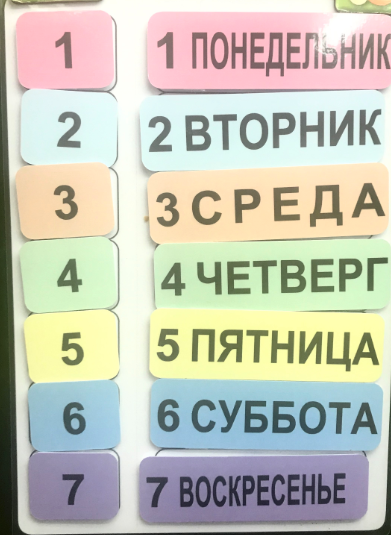 1 1 ПОНЕДЕЛЬНИК
2 2 ВТОРНИК
3 3 СРЕДА
4 4 ЧЕТВЕРГ
5 5 ПЯТНИЦА
6 6 СУББОТА
7 7 ВОСКРЕСЕНЬЕ